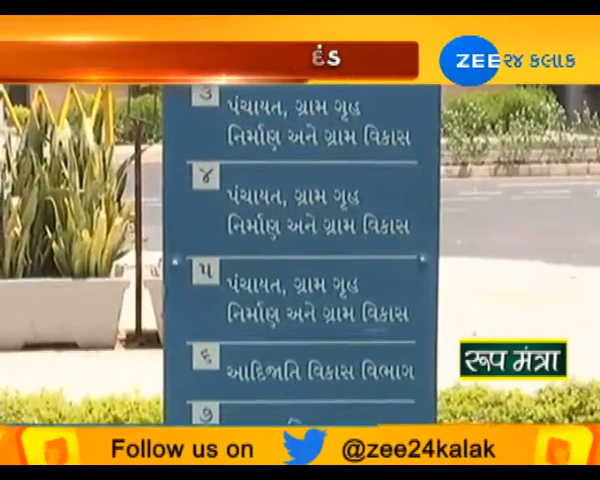 દંડ
ZEE ૨૪ કલાક
૩
પંચાયત, ગ્રામ ગૃહ
નિર્માણ અને ગ્રામ વિકાસ
૪
પંચાયત, ગ્રામ ગૃહ
નિર્માણ અને ગ્રામ વિકાસ
૫
પંચાયત, ગ્રામ ગૃહ
નિર્માણ અને ગ્રામ વિકાસ
૬
આદિજાતિ વિકાસ વિભાગ
૭
रूप मंत्रा
Follow us on @zee24kalak